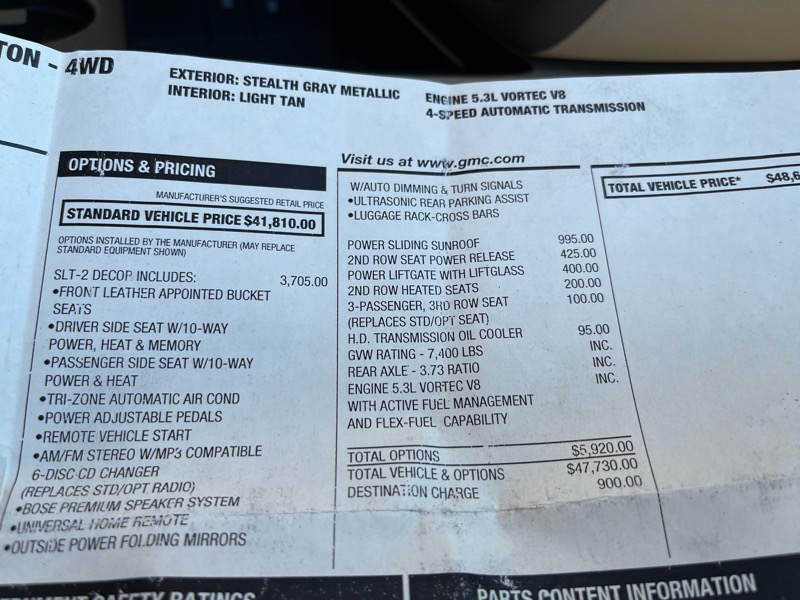 TON - 4WD
EXTERIOR: STEALTH GRAY METALLIC
INTERIOR: LIGHT TAN
ENGINE 5.3L VORTEC V8
4-SPEED AUTOMATIC TRANSMISSION
OPTIONS & PRICING
MANUFACTURER'S SUGGESTED RETAIL PRICE
STANDARD VEHICLE PRICE $41,810.00
OPTIONS INSTALLED BY THE MANUFACTURER (MAY REPLACE
STANDARD EQUIPMENT SHOWN)
SLT-2 DECOR INCLUDES: 3,705.00
•FRONT LEATHER APPOINTED BUCKET
SEATS
•DRIVER SIDE SEAT W/10-WAY
POWER, HEAT & MEMORY
•PASSENGER SIDE SEAT W/10-WAY
POWER & HEAT
•TRI-ZONE AUTOMATIC AIR COND
•POWER ADJUSTABLE PEDALS
•REMOTE VEHICLE START
•AM/FM STEREO W/MP3 COMPATIBLE
6-DISC CD CHANGER
(REPLACES STD/OPT RADIO)
•BOSE PREMIUM SPEAKER SYSTEM
•UNIVERSAL HOME REMOTE
•OUTSIDE POWER FOLDING MIRRORS
Visit us at www.gmc.com
W/AUTO DIMMING & TURN SIGNALS
•ULTRASONIC REAR PARKING ASSIST
•LUGGAGE RACK-CROSS BARS
POWER SLIDING SUNROOF 995.00
2ND ROW SEAT POWER RELEASE 425.00
POWER LIFTGATE WITH LIFTGLASS 400.00
2ND ROW HEATED SEATS 200.00
3-PASSENGER, 3RD ROW SEAT 100.00
(REPLACES STD/OPT SEAT)
H.D. TRANSMISSION OIL COOLER 95.00
GVW RATING - 7,400 LBS INC.
REAR AXLE - 3.73 RATIO INC.
ENGINE 5.3L VORTEC V8 INC.
WITH ACTIVE FUEL MANAGEMENT
AND FLEX-FUEL CAPABILITY
TOTAL OPTIONS $5,920.00
TOTAL VEHICLE & OPTIONS $47,730.00
DESTINATION CHARGE 900.00
TOTAL VEHICLE PRICE* $48,6
SAFETY RATINGS
PARTS CONTENT INFORMATION